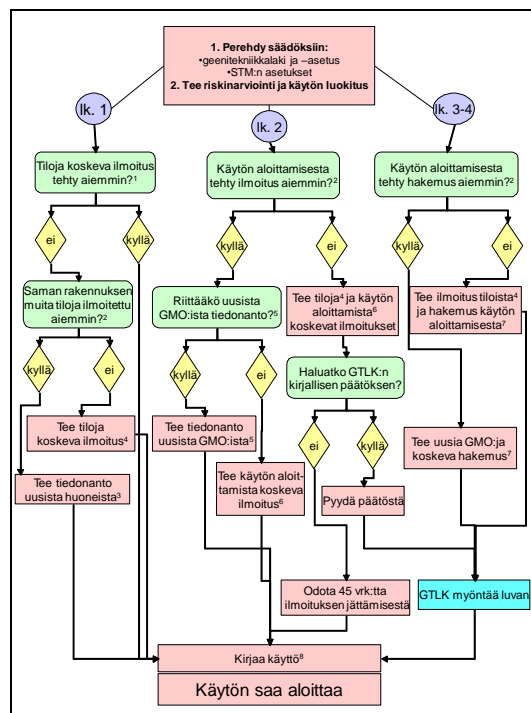 1. Perehdy säädöksiin:
•geenitekniikkalaki ja –asetus
•STM:n asetukset
2. Tee riskinarviointi ja käytön luokitus
lk. 1
lk. 2
lk. 3-4
Tiloja koskeva ilmoitus
tehty aiemmin?¹
Käytön aloittamisesta
tehty ilmoitus aiemmin?²
Käytön aloittamisesta
tehty hakemus aiemmin?²
ei
kyllä
kyllä
ei
kyllä
ei
Saman rakennuksen
muita tiloja ilmoitettu
aiemmin?²
Riittääkö uusista
GMO:ista tiedonanto?⁵
Tee tiloja⁴ ja käytön
aloittamista⁶
koskevat ilmoitukset
Tee ilmoitus tiloista⁴
ja hakemus käytön
aloittamisesta⁷
kyllä
ei
kyllä
ei
Haluatko GTLK:n
kirjallisen päätöksen?
Tee tiloja
koskeva ilmoitus⁴
Tee tiedonanto
uusista GMO:ista⁵
ei
kyllä
Tee uusia GMO:ja
koskeva hakemus⁷
Tee tiedonanto
uusista huoneista³
Tee käytön aloit-
tamista koskeva
ilmoitus⁶
Pyydä päätöstä
Odota 45 vrk:tta
ilmoituksen jättämisestä
GTLK myöntää luvan
Kirjaa käyttö⁸
Käytön saa aloittaa